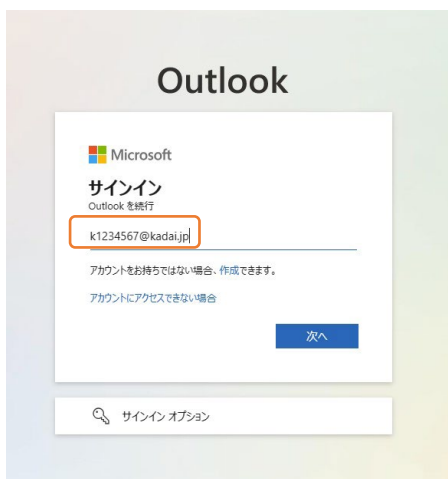 Outlook
Microsoft
サインイン
Outlook を続行
k1234567@kadai.jp
アカウントをお持ちではない場合、作成できます。
アカウントにアクセスできない場合
次へ
サインイン オプション